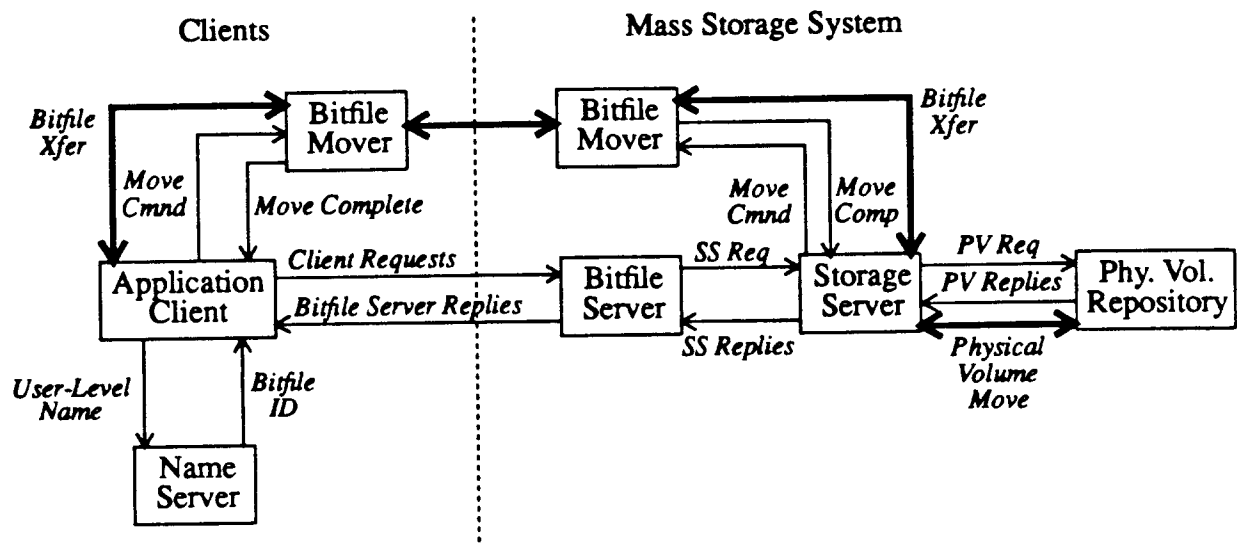 Clients
Mass Storage System
Bitfile
Xfer
Bitfile
Mover
Bitfile
Mover
Bitfile
Xfer
Move
Cmnd
Move Complete
Move
Cmnd
Move
Comp
Application
Client
Client Requests
Bitfile Server Replies
Bitfile
Server
SS Req
SS Replies
Storage
Server
PV Req
PV Replies
Physical
Volume
Move
Phy. Vol.
Repository
User-Level
Name
Bitfile
ID
Name
Server